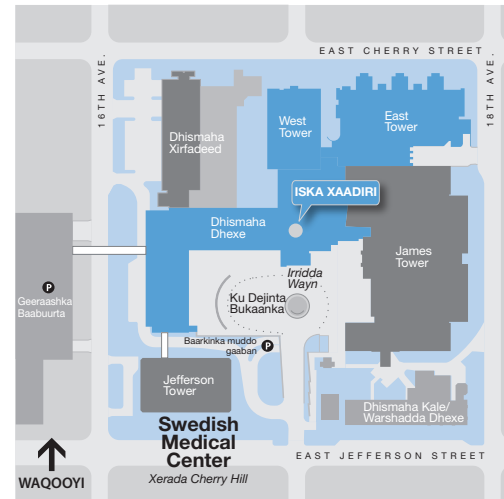 EAST CHERRY STREET
16TH AVE.
18TH AVE.
West
Tower
East
Tower
Dhismaha
Xirfadeed
ISKA XAADIRI
Dhismaha
Dhexe
James
Tower
Irridda
Wayn
P
Geeraashka
Baabuurta
Ku Dejinta
Bukaanka
Baarkinka muddo
gaaban
P
Jefferson
Tower
Dhismaha Kale/
Warshadda Dhexe
Swedish
Medical
Center
Xerada Cherry Hill
EAST JEFFERSON STREET
WAQOOYI